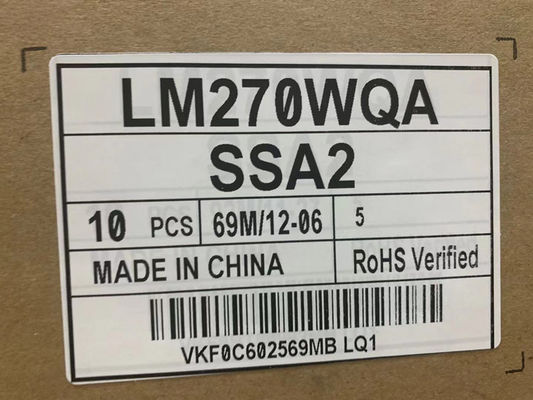 LM270WQA
SSA2
10 PCS 69M/12-06 5
MADE IN CHINA RoHS Verified
VKF0C602569MB LQ1